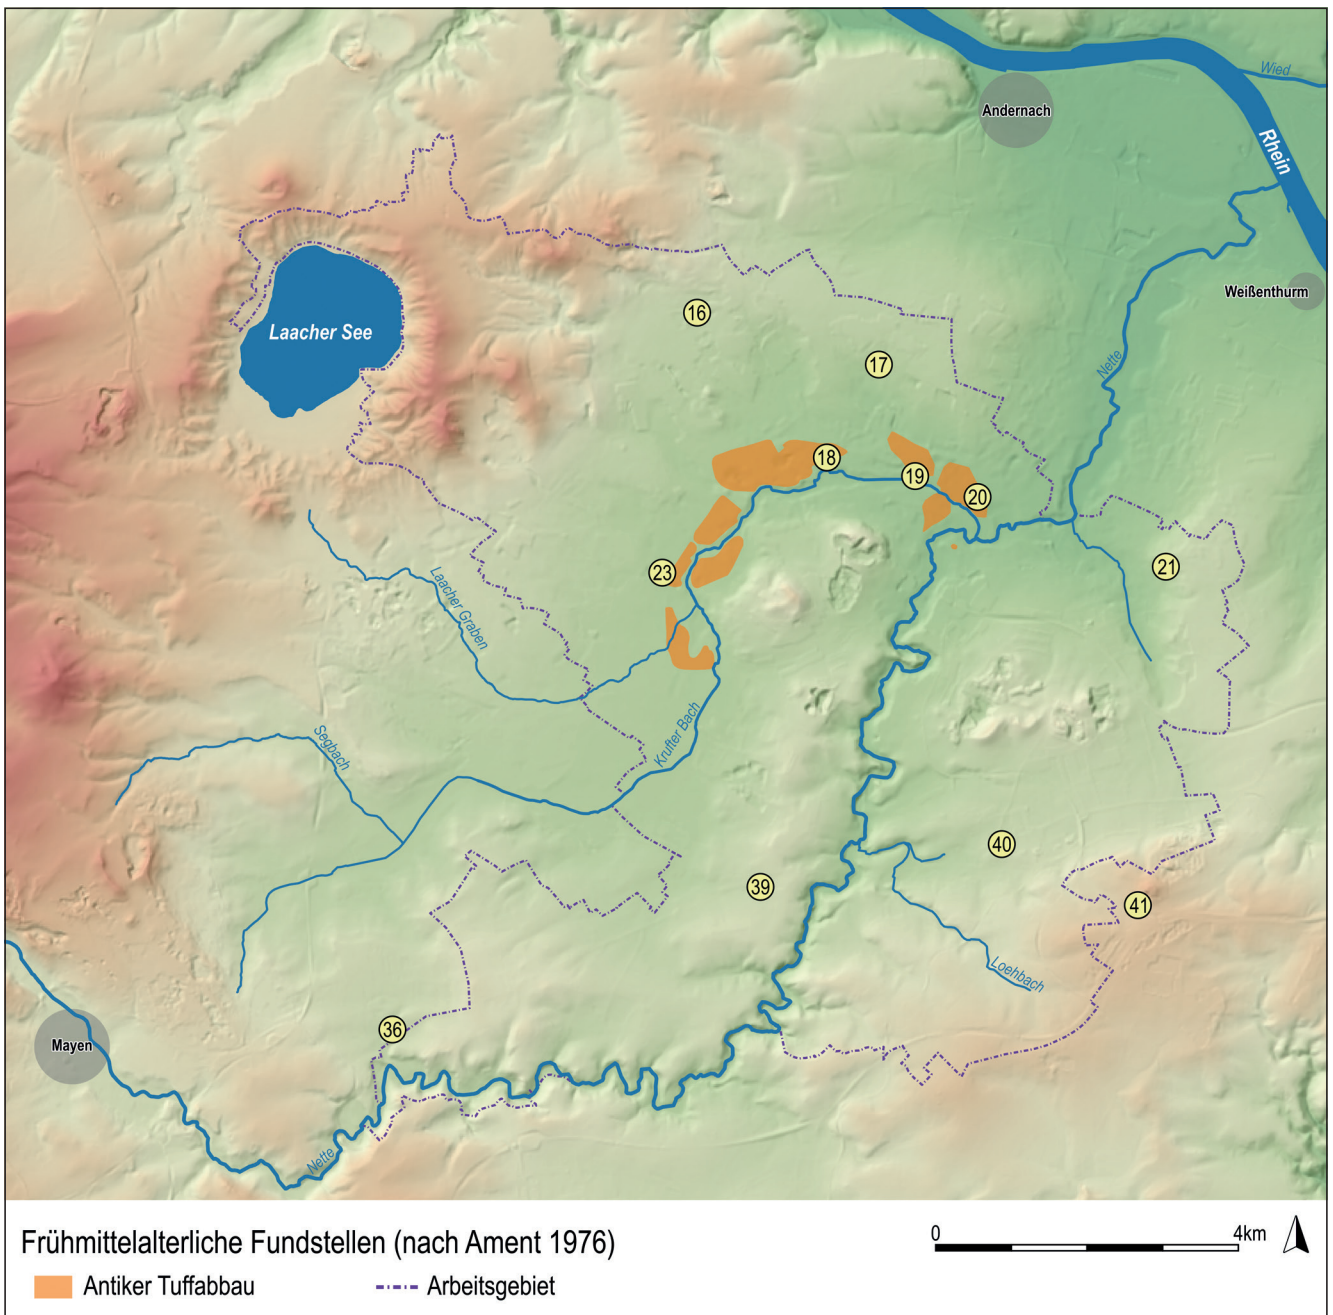 Wied
Andernach
Rhein
Weißenthurm
16
Laacher See
17
Nette
18
19
20
21
23
Laacher Graben
Segbach
Krufter Bach
40
39
41
Loehbach
36
Mayen
Nette
Frühmittelalterliche Fundstellen (nach Ament 1976)
0 4km
Antiker Tuffabbau
Arbeitsgebiet